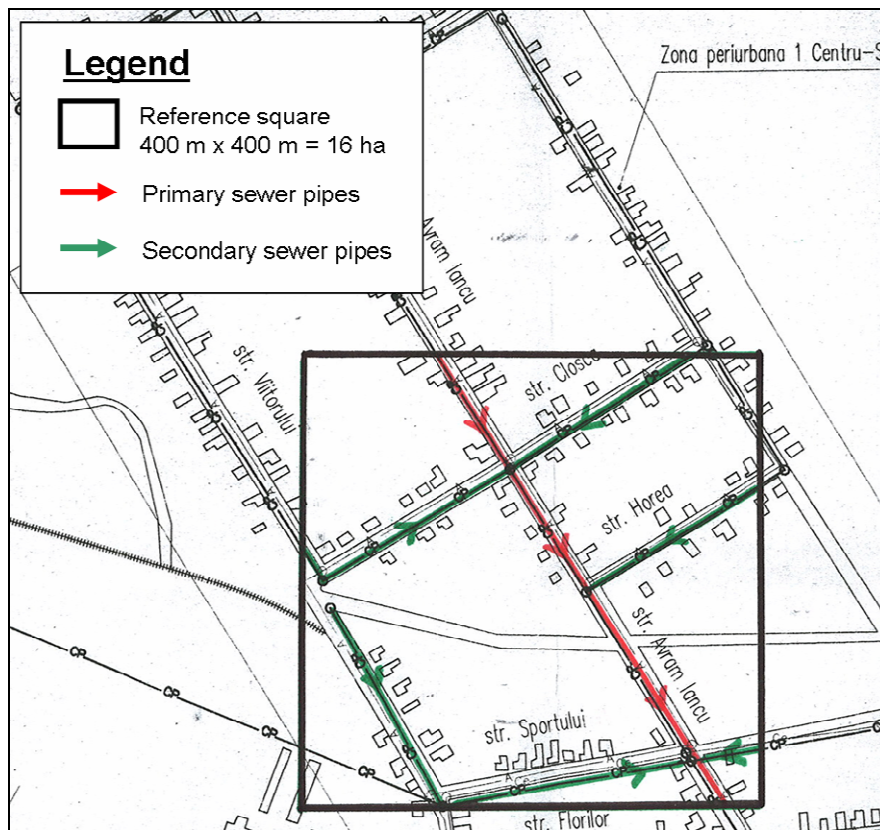 Legend
Reference square
400 m x 400 m = 16 ha
Primary sewer pipes
Secondary sewer pipes
Zona periurbana 1 Centru-S
Avram Iancu
str. Viitorului
str. Closca
str. Horea
str. Avram Iancu
str. Sportului
str. Florilor